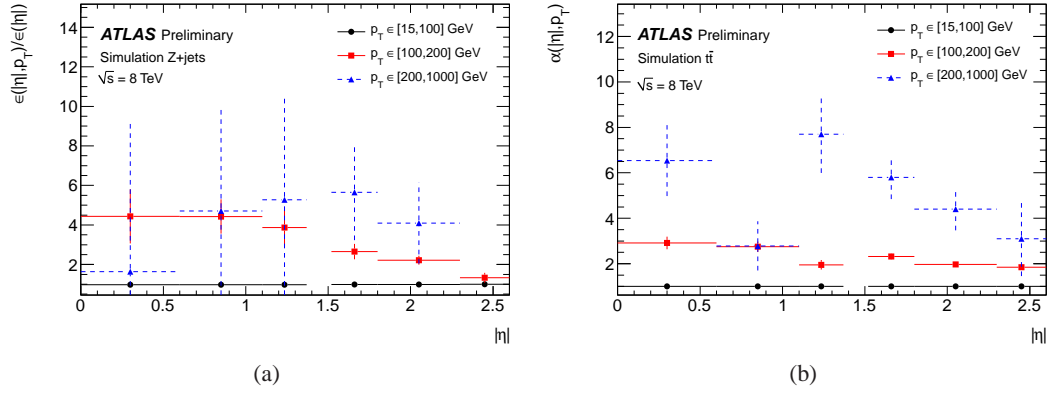 ε(|η|,p_T)/ε(|η|)
14
12
10
8
6
4
2
ATLAS Preliminary
Simulation Z+jets
√s = 8 TeV
p_T ∈ [15,100] GeV
p_T ∈ [100,200] GeV
p_T ∈ [200,1000] GeV
0 0.5 1 1.5 2 2.5
|η|
(a)
α(|η|,p_T)
12
10
8
6
4
2
ATLAS Preliminary
Simulation tt̄
√s = 8 TeV
p_T ∈ [15,100] GeV
p_T ∈ [100,200] GeV
p_T ∈ [200,1000] GeV
0 0.5 1 1.5 2 2.5
|η|
(b)